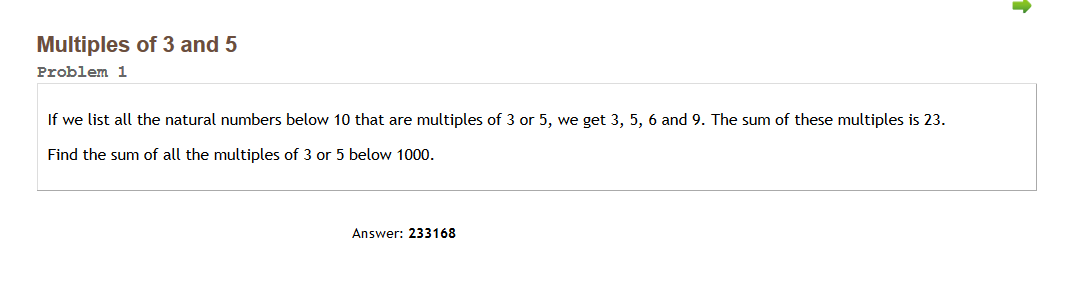 Multiples of 3 and 5
Problem 1
If we list all the natural numbers below 10 that are multiples of 3 or 5, we get 3, 5, 6 and 9. The sum of these multiples is 23.
Find the sum of all the multiples of 3 or 5 below 1000.
Answer: 233168